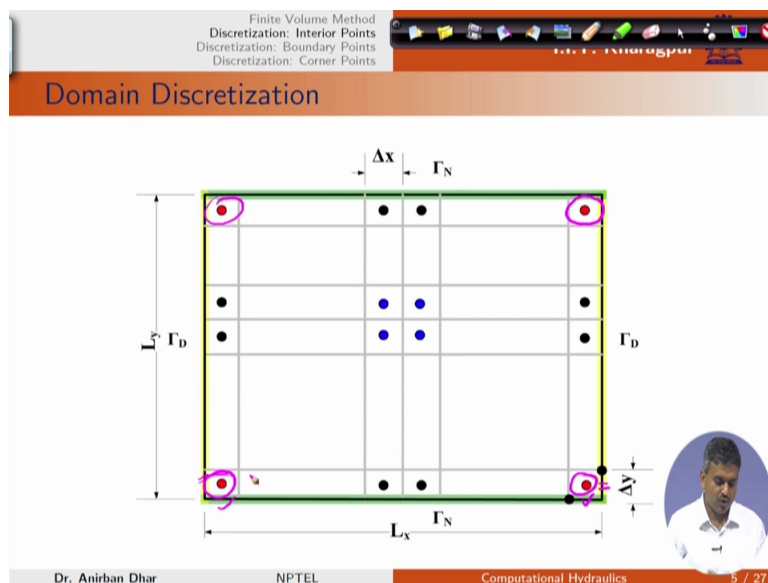 Finite Volume Method
Discretization: Interior Points
Discretization: Boundary Points
Discretization: Corner Points
Kharagpur
Domain Discretization
Δx
Γ_N
L_y
Γ_D
Γ_D
Δy
Γ_N
L_x
Dr. Anirban Dhar NPTEL Computational Hydraulics 5 / 27